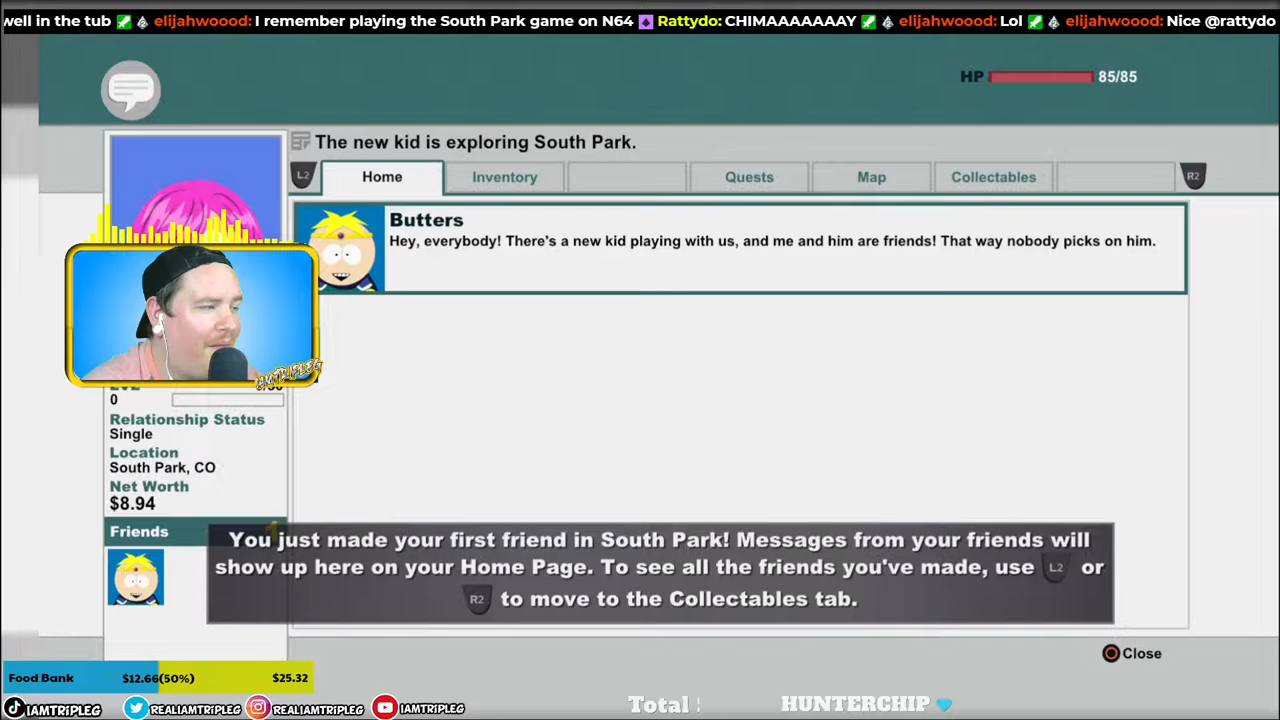 well in the tub elijahwoood: I remember playing the South Park game on N64 Rattydo: CHIMAAAAAAY elijahwoood: Lol elijahwoood: Nice @rattydo
HP 85/85
The new kid is exploring South Park.
L2 Home Inventory Quests Map Collectables R2
Butters
Hey, everybody! There's a new kid playing with us, and me and him are friends! That way nobody picks on him.
IAMTRIPLEG
0
Relationship Status
Single
Location
South Park, CO
Net Worth
$8.94
Friends 1
You just made your first friend in South Park! Messages from your friends will
show up here on your Home Page. To see all the friends you've made, use L2 or
R2 to move to the Collectables tab.
Close
Food Bank $12.66(50%) $25.32
IAMTRIPLEG REALIAMTRIPLEG REALIAMTRIPLEG IAMTRIPLEG
Total HUNTERCHIP